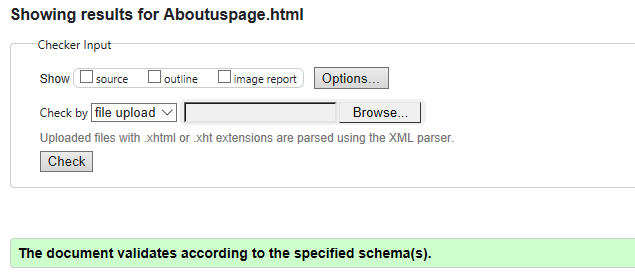 Showing results for Aboutuspage.html
Checker Input
Show source outline image report Options...
Check by file upload Browse...
Uploaded files with .xhtml or .xht extensions are parsed using the XML parser.
Check
The document validates according to the specified schema(s).